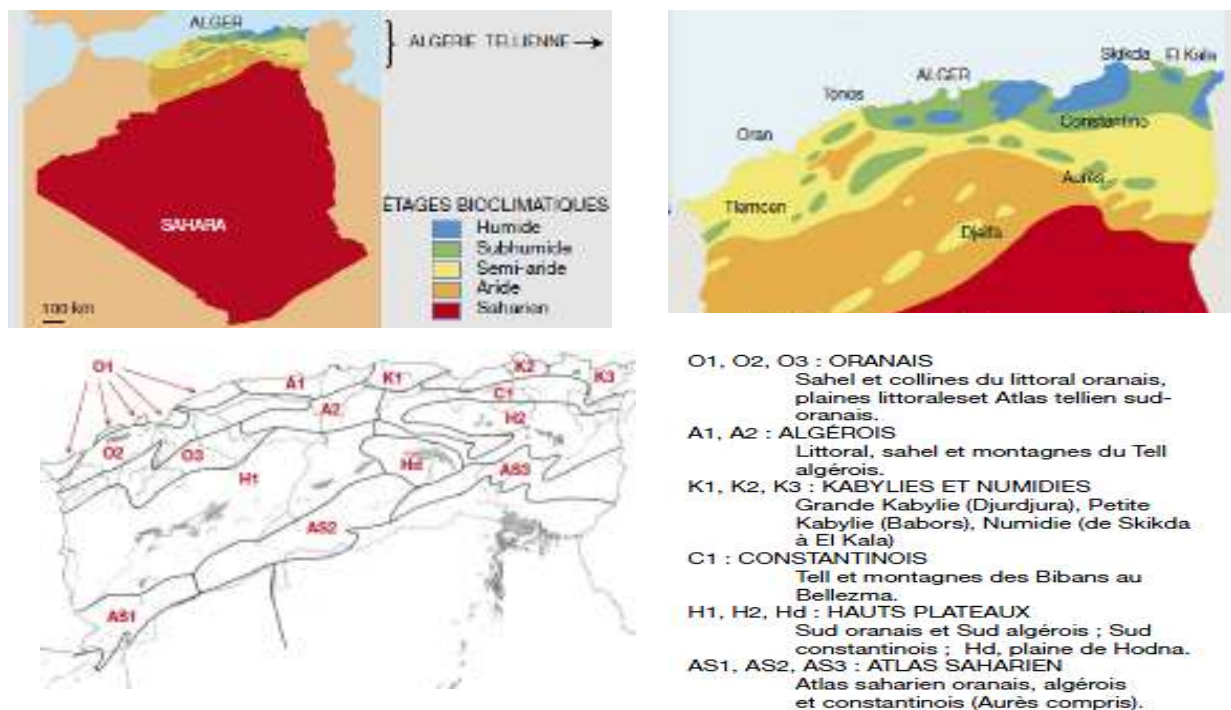 ALGER
ALGERIE TELLIENNE
SAHARA
ÉTAGES BIOCLIMATIQUES
Humide
Subhumide
Semi-aride
Aride
Saharien
100 km
Skikda El Kala
ALGER
Tenes
Constantine
Oran
Aurès
Tlemcen
Djelfa
O1
K2
K3
A1
K1
C1
A2
H2
O2
O3
Hd
AS3
H1
AS2
AS1
O1, O2, O3 : ORANAIS
Sahel et collines du littoral oranais,
plaines littoraleset Atlas tellien sud-
oranais.
A1, A2 : ALGÉROIS
Littoral, sahel et montagnes du Tell
algérois.
K1, K2, K3 : KABYLIES ET NUMIDIES
Grande Kabylie (Djurdjura), Petite
Kabylie (Babors), Numidie (de Skikda
à El Kala)
C1 : CONSTANTINOIS
Tell et montagnes des Bibans au
Bellezma.
H1, H2, Hd : HAUTS PLATEAUX
Sud oranais et Sud algérois ; Sud
constantinois ; Hd, plaine de Hodna.
AS1, AS2, AS3 : ATLAS SAHARIEN
Atlas saharien oranais, algérois
et constantinois (Aurès compris).